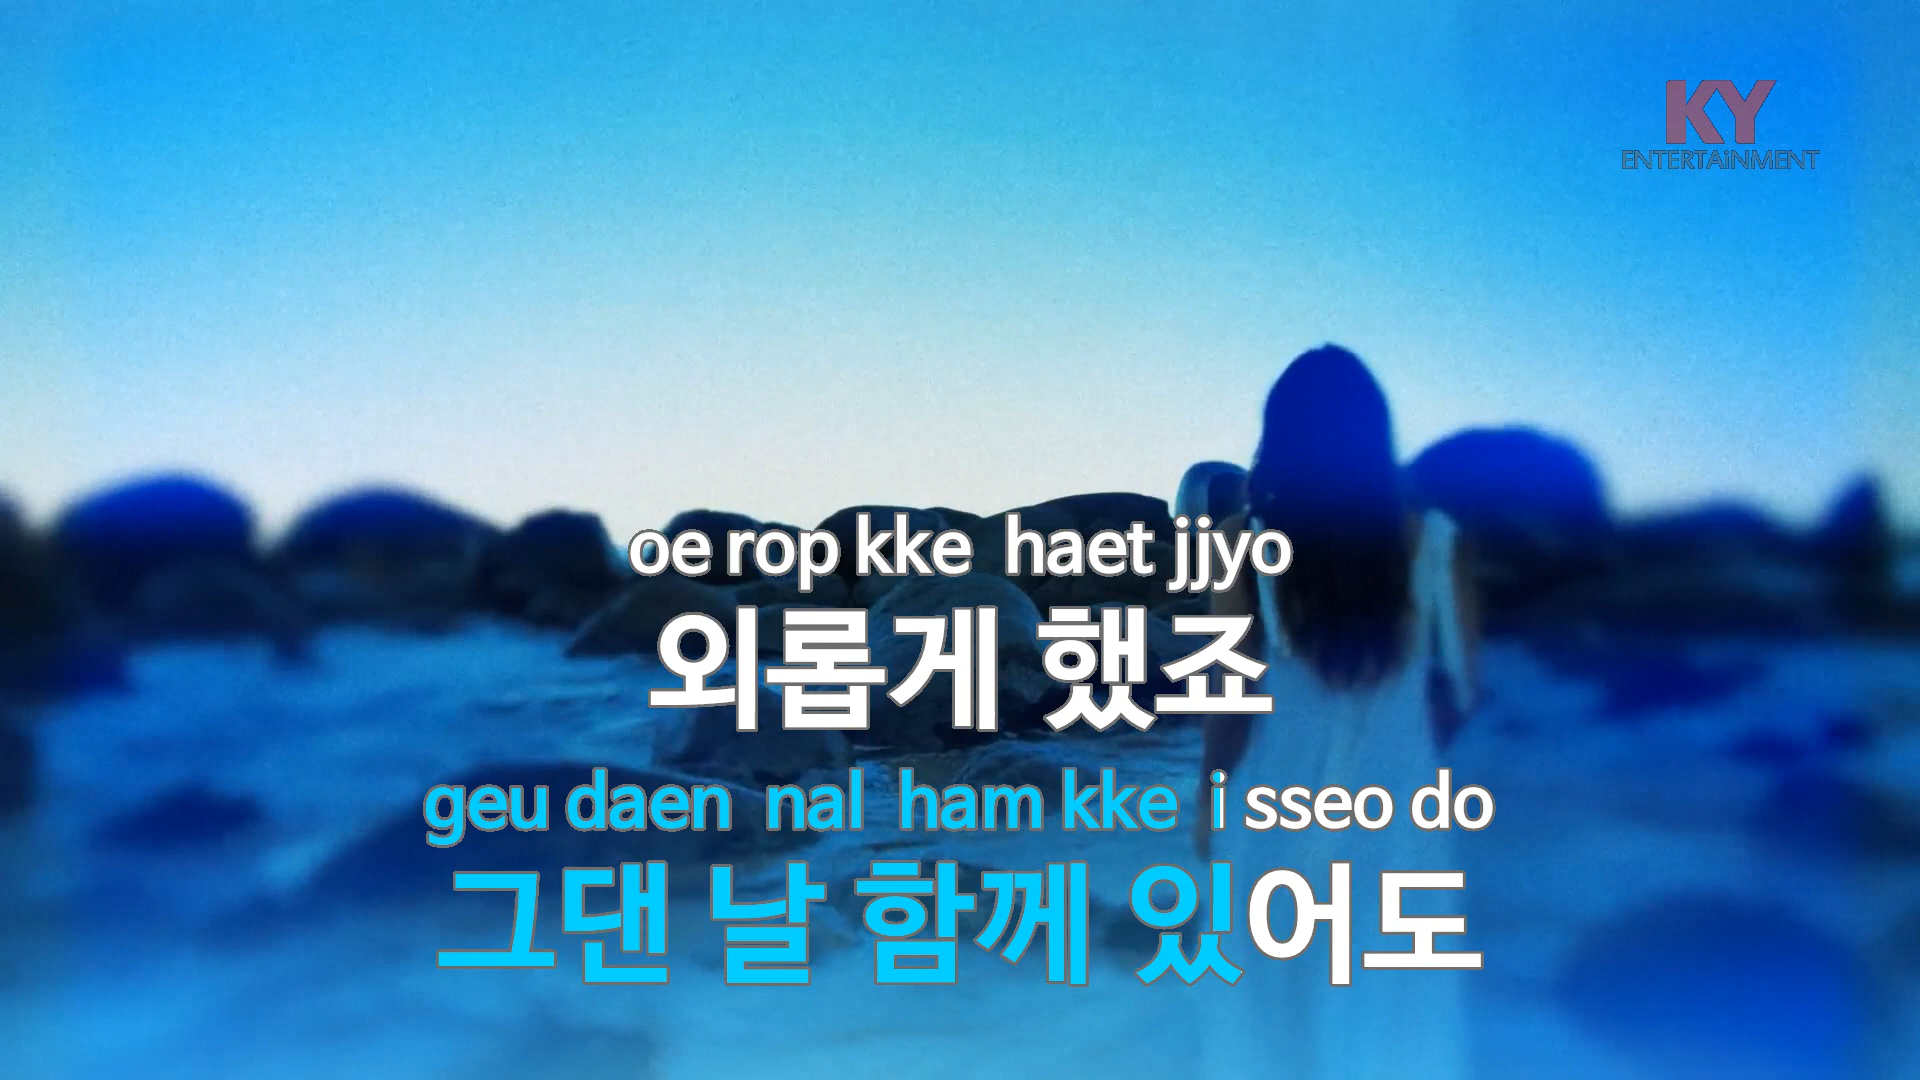 KY
ENTERTAiNMENT
oe rop kke haet jjyo
외롭게 했죠
geu daen nal ham kke i sseo do
그댄 날 함께 있어도